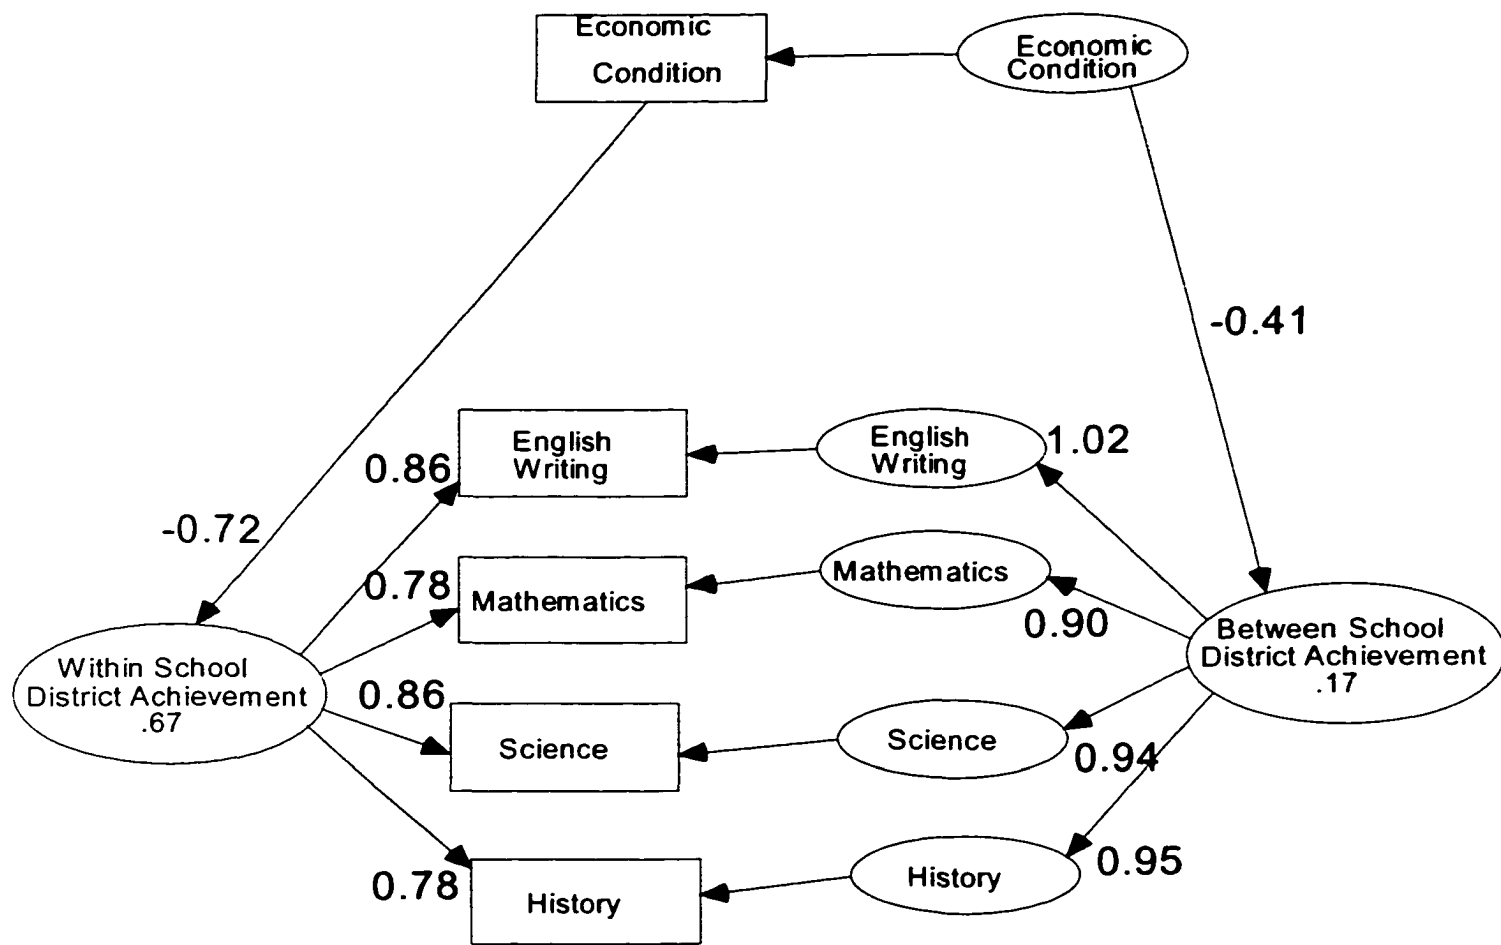 Economic
Condition
Economic
Condition
-0.41
English
Writing
English
Writing
1.02
0.86
-0.72
0.78
Mathematics
Mathematics
0.90
Within School
District Achievement
.67
Between School
District Achievement
.17
0.86
Science
Science
0.94
0.78
History
History
0.95